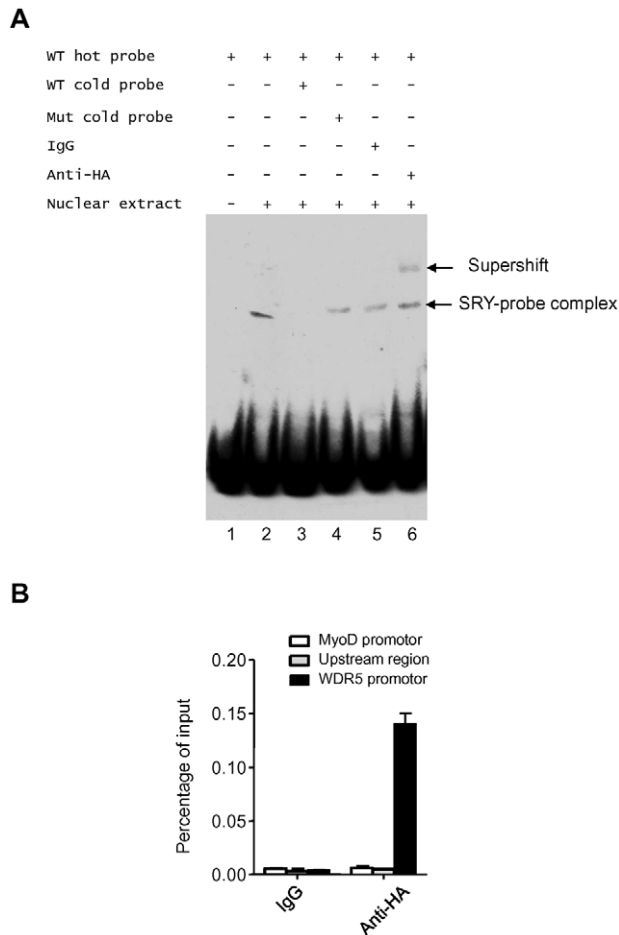 A
WT hot probe + + + + + +
WT cold probe - - + - - -
Mut cold probe - - - + - -
IgG - - - - + -
Anti-HA - - - - - +
Nuclear extract - + + + + +
Supershift
SRY-probe complex
1 2 3 4 5 6
B
MyoD promotor
Upstream region
WDR5 promotor
Percentage of input
0.20
0.15
0.10
0.05
0.00
IgG
Anti-HA